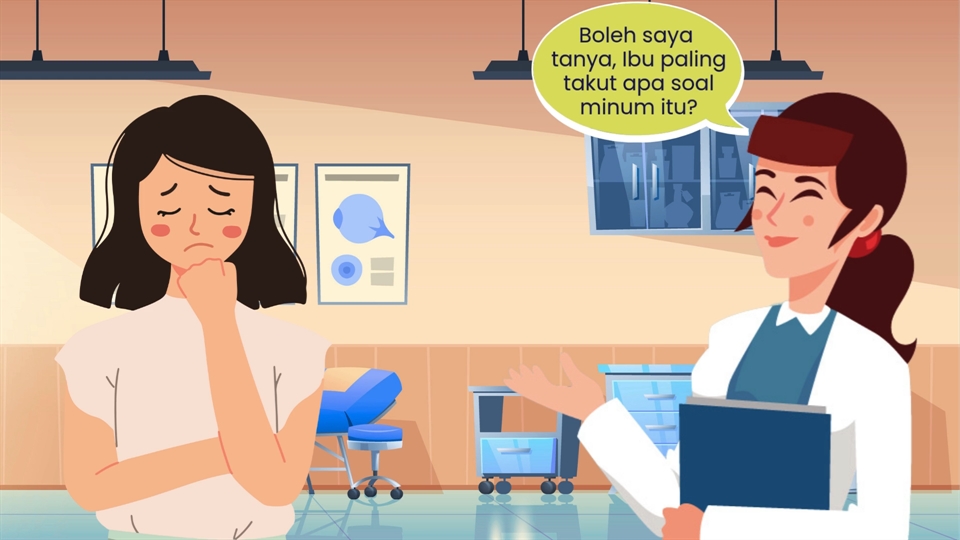 Boleh saya
tanya, Ibu paling
takut apa soal
minum itu?